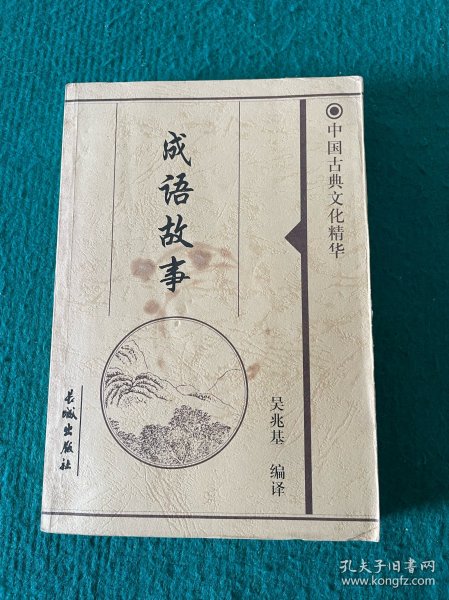 中国古典文化精华
成语故事
吴兆基 编译
长城出版社
孔夫子旧书网
www.kongfz.com